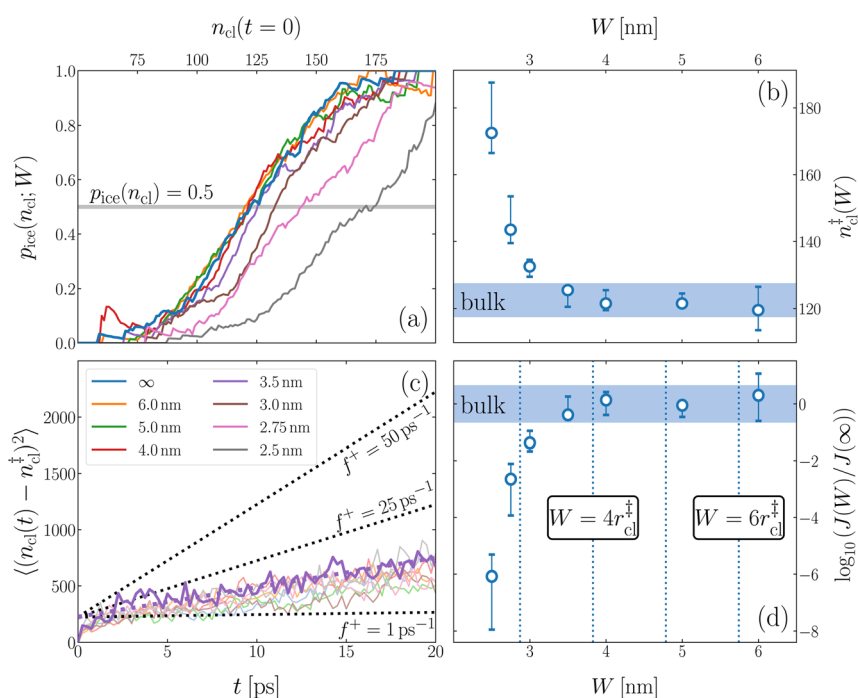 n_cl(t = 0)
75 100 125 150 175
1.0
0.8
0.6
0.4
0.2
0.0
p_ice(n_cl; W)
p_ice(n_cl) = 0.5
(a)
W [nm]
3 4 5 6
(b)
180
160
140
120
n‡_cl(W)
bulk
(c)
∞
6.0 nm
5.0 nm
4.0 nm
3.5 nm
3.0 nm
2.75 nm
2.5 nm
2000
1500
1000
500
0
⟨(n_cl(t) − n‡_cl)²⟩
f⁺ = 50 ps⁻¹
f⁺ = 25 ps⁻¹
f⁺ = 1 ps⁻¹
0 5 10 15 20
t [ps]
bulk
W = 4r‡_cl
W = 6r‡_cl
(d)
0
−2
−4
−6
−8
log₁₀(J(W)/J(∞))
3 4 5 6
W [nm]